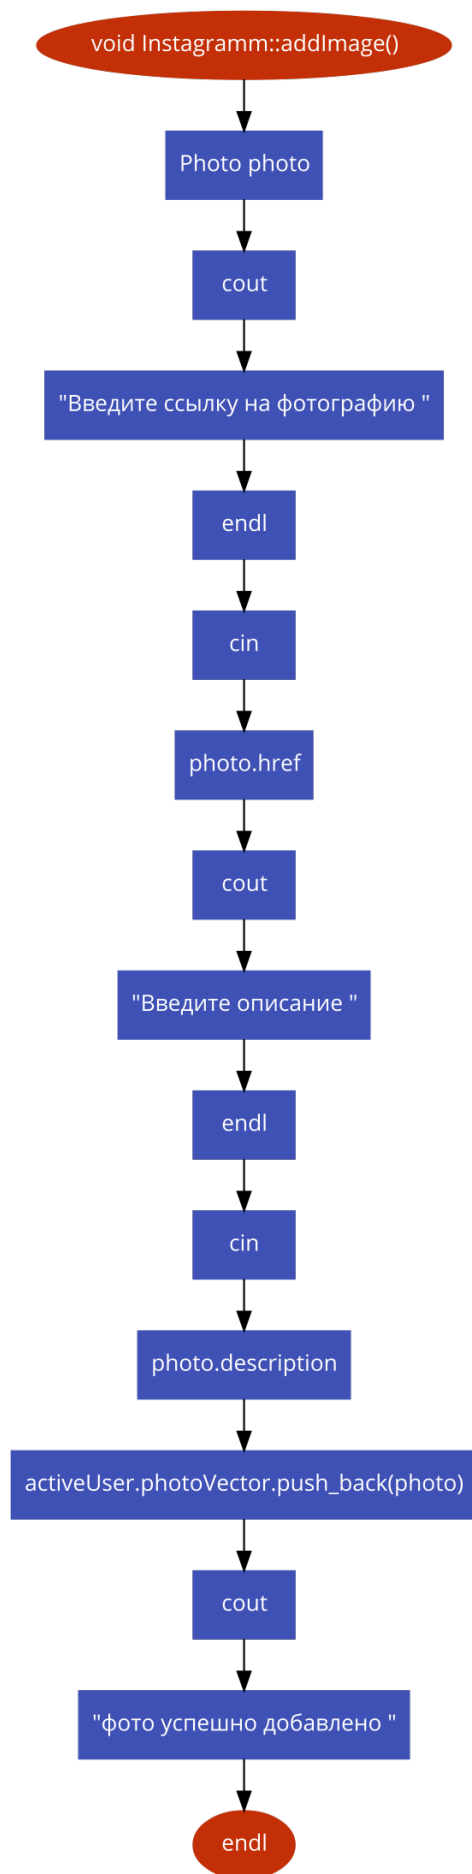 void Instagramm::addImage()
Photo photo
cout
"Введите ссылку на фотографию "
endl
cin
photo.href
cout
"Введите описание "
endl
cin
photo.description
activeUser.photoVector.push_back(photo)
cout
"фото успешно добавлено "
endl